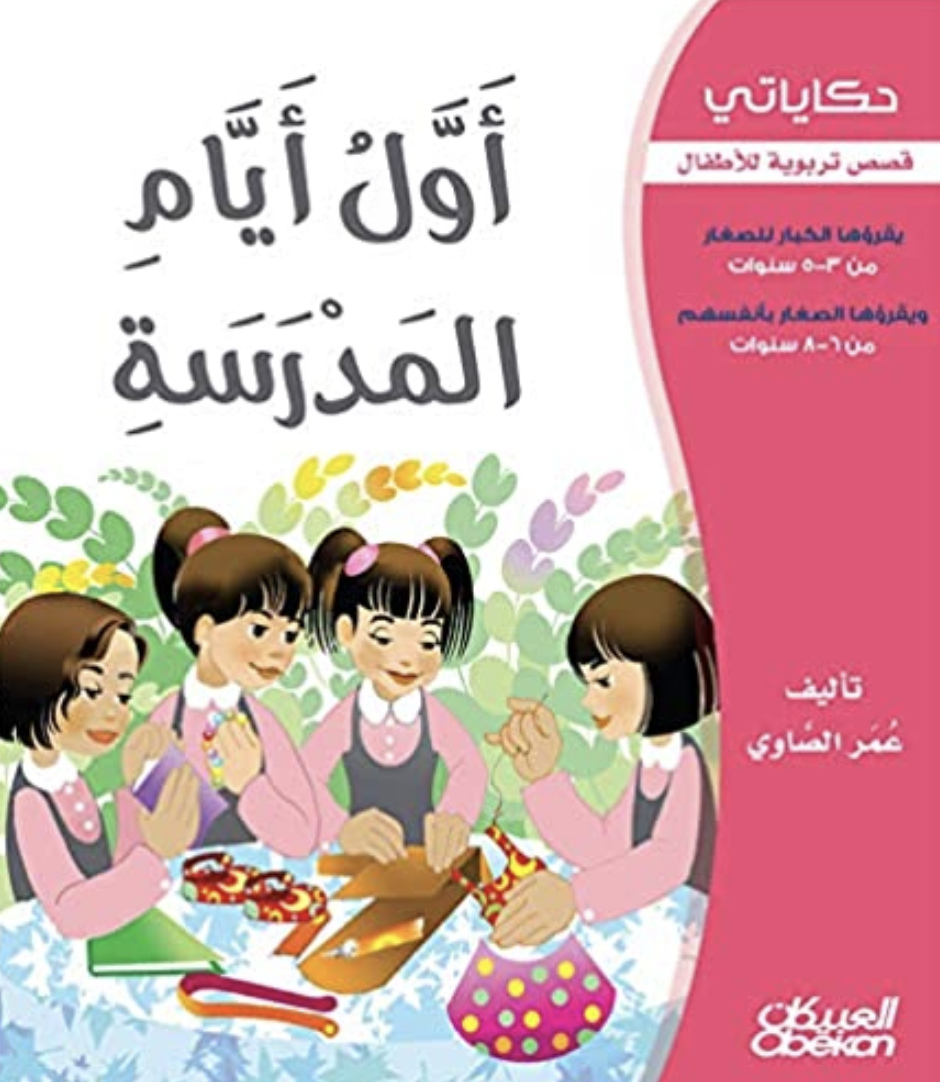 أَوَّلُ أَيَّامِ
المَدْرَسَةِ
حكاياتي
قصص تربوية للأطفال
يقرؤها الكبار للصغار
من ٣-٥ سنوات
ويقرؤها الصغار بأنفسهم
من ٦-٨ سنوات
تأليف
عُمَر الصَّاوي
العبيكان
Obëkon